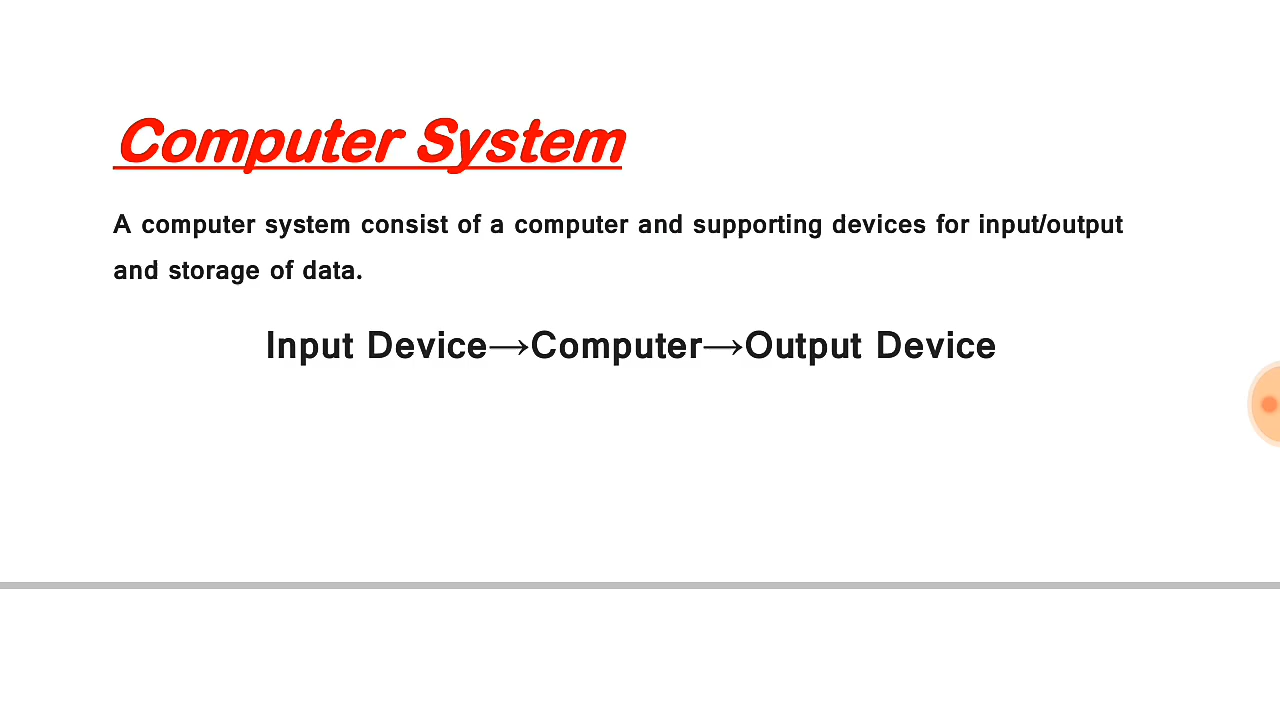 Computer System
A computer system consist of a computer and supporting devices for input/output
and storage of data.
Input Device→Computer→Output Device